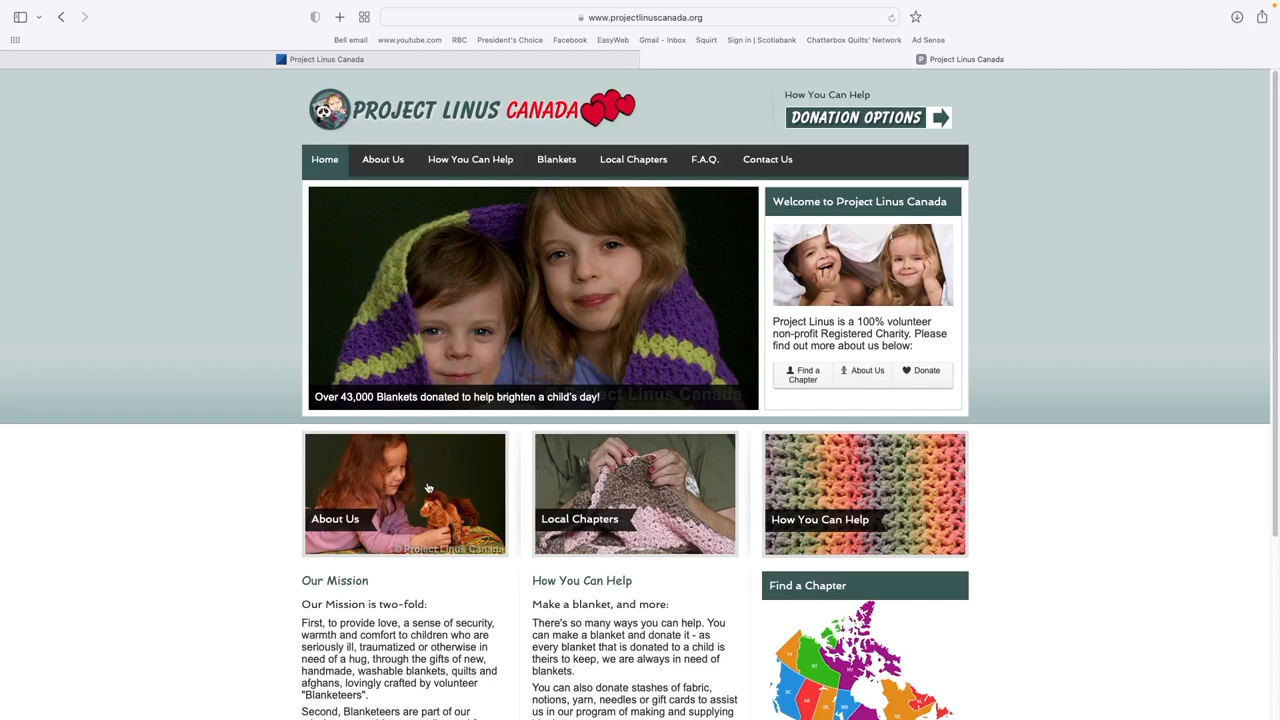 www.projectlinuscanada.org
Bell email www.youtube.com RBC President's Choice Facebook EasyWeb Gmail - Inbox Squirt Sign in | Scotiabank Chatterbox Quilts' Network Ad Sense
Project Linus Canada
P Project Linus Canada
PROJECT LINUS CANADA
How You Can Help
DONATION OPTIONS
Home About Us How You Can Help Blankets Local Chapters F.A.Q. Contact Us
Over 43,000 Blankets donated to help brighten a child's day!
Welcome to Project Linus Canada
Project Linus is a 100% volunteer
non-profit Registered Charity. Please
find out more about us below:
Find a
Chapter
About Us
Donate
About Us
© Project Linus Canada
Local Chapters
How You Can Help
Our Mission
Our Mission is two-fold:
First, to provide love, a sense of security,
warmth and comfort to children who are
seriously ill, traumatized or otherwise in
need of a hug, through the gifts of new,
handmade, washable blankets, quilts and
afghans, lovingly crafted by volunteer
"Blanketeers".
Second, Blanketeers are part of our
How You Can Help
Make a blanket, and more:
There's so many ways you can help. You
can make a blanket and donate it - as
every blanket that is donated to a child is
theirs to keep, we are always in need of
blankets.
You can also donate stashes of fabric,
notions, yarn, needles or gift cards to assist
us in our program of making and supplying
Find a Chapter
YT
NT
NU
BC
AB
SK
MB
QC
NL